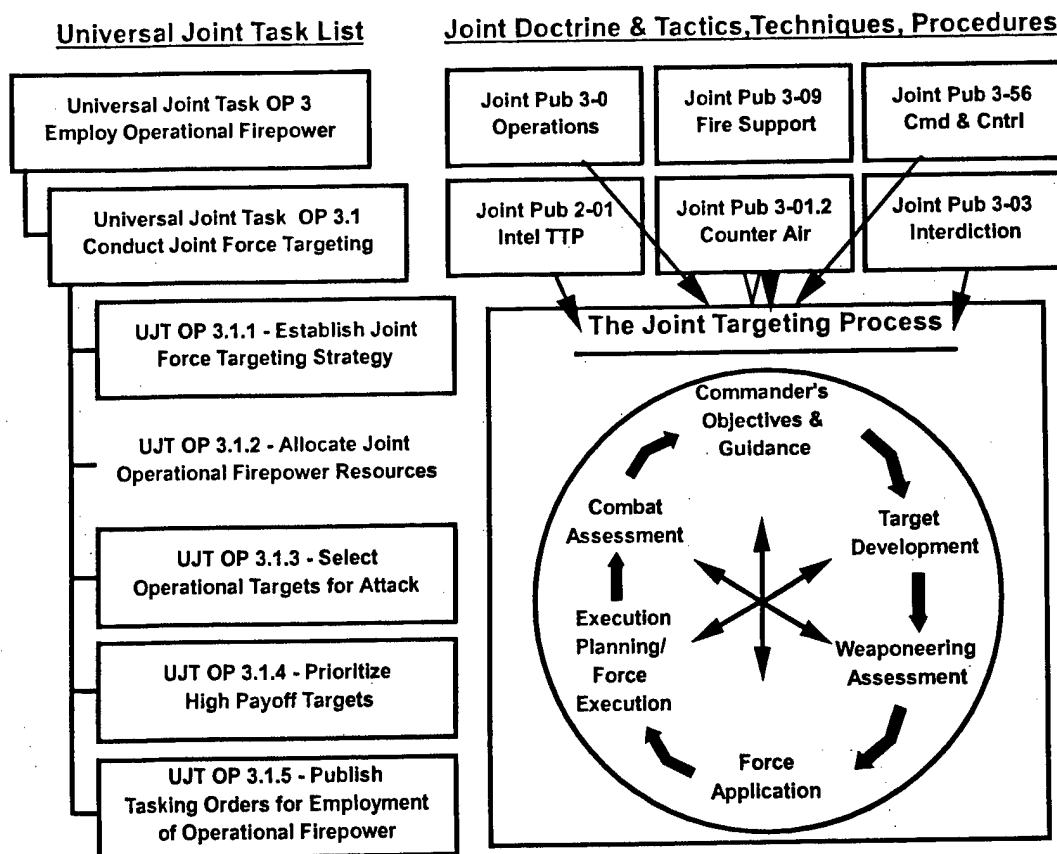 Universal Joint Task List
Universal Joint Task OP 3
Employ Operational Firepower
Universal Joint Task OP 3.1
Conduct Joint Force Targeting
UJT OP 3.1.1 - Establish Joint
Force Targeting Strategy
UJT OP 3.1.2 - Allocate Joint
Operational Firepower Resources
UJT OP 3.1.3 - Select
Operational Targets for Attack
UJT OP 3.1.4 - Prioritize
High Payoff Targets
UJT OP 3.1.5 - Publish
Tasking Orders for Employment
of Operational Firepower
Joint Doctrine & Tactics,Techniques, Procedures
Joint Pub 3-0
Operations
Joint Pub 3-09
Fire Support
Joint Pub 3-56
Cmd & Cntrl
Joint Pub 2-01
Intel TTP
Joint Pub 3-01.2
Counter Air
Joint Pub 3-03
Interdiction
The Joint Targeting Process
Commander's
Objectives &
Guidance
Target
Development
Weaponeering
Assessment
Force
Application
Execution
Planning/
Force
Execution
Combat
Assessment